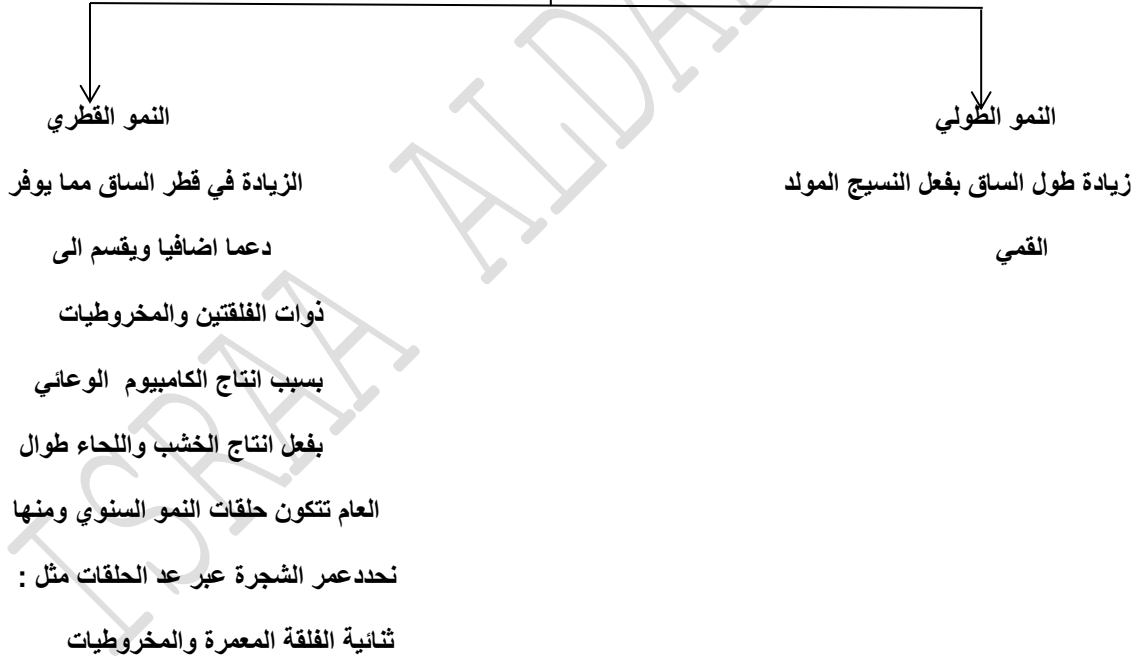 النمو الطولي
زيادة طول الساق بفعل النسيج المولد
القمي
النمو القطري
الزيادة في قطر الساق مما يوفر
دعما اضافيا ويقسم الى
ذوات الفلقتين والمخروطيات
بسبب انتاج الكامبيوم الوعائي
بفعل انتاج الخشب واللحاء طوال
العام تتكون حلقات النمو السنوي ومنها
نحددعمر الشجرة عبر عد الحلقات مثل :
ثنائية الفلقة المعمرة والمخروطيات
ISRAA ALDA